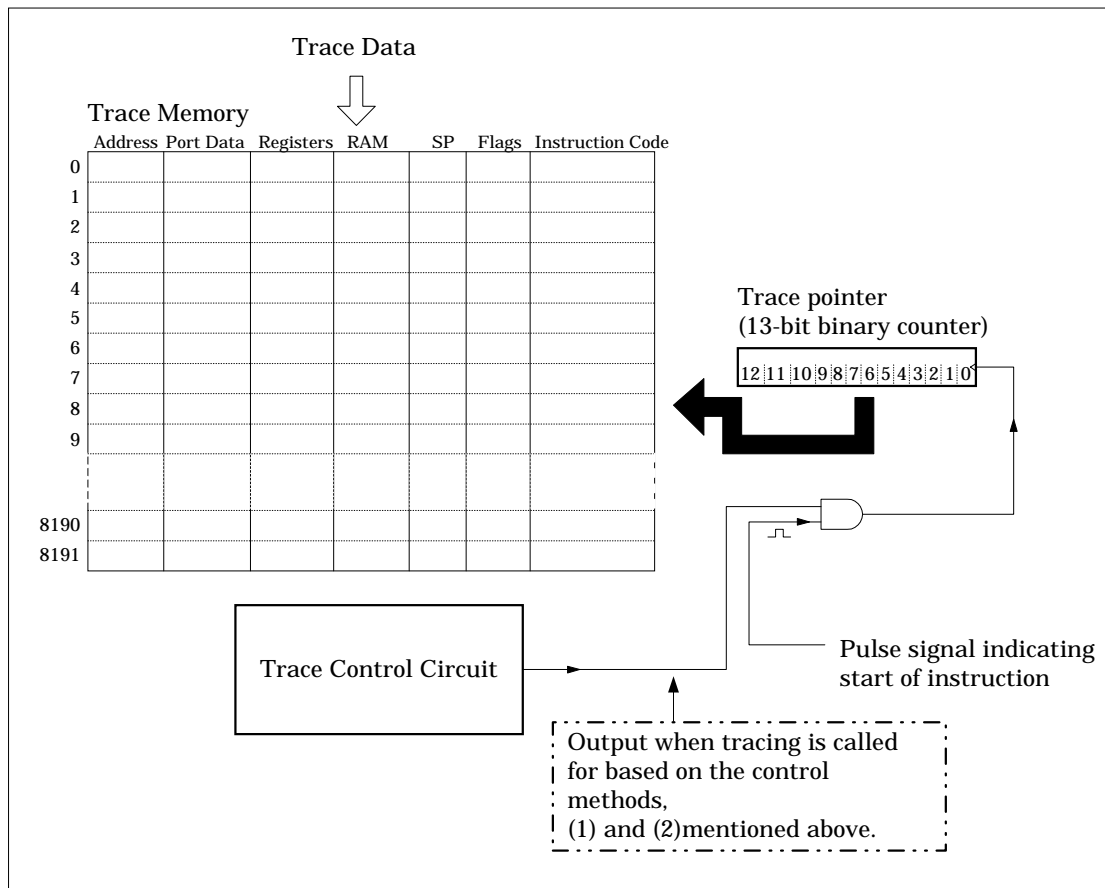 Trace Data
Trace Memory
Address Port Data Registers RAM SP Flags Instruction Code
0
1
2
3
4
5
6
7
8
9
8190
8191
Trace pointer
(13-bit binary counter)
12 11 10 9 8 7 6 5 4 3 2 1 0
Trace Control Circuit
Pulse signal indicating
start of instruction
Output when tracing is called
for based on the control
methods,
(1) and (2)mentioned above.